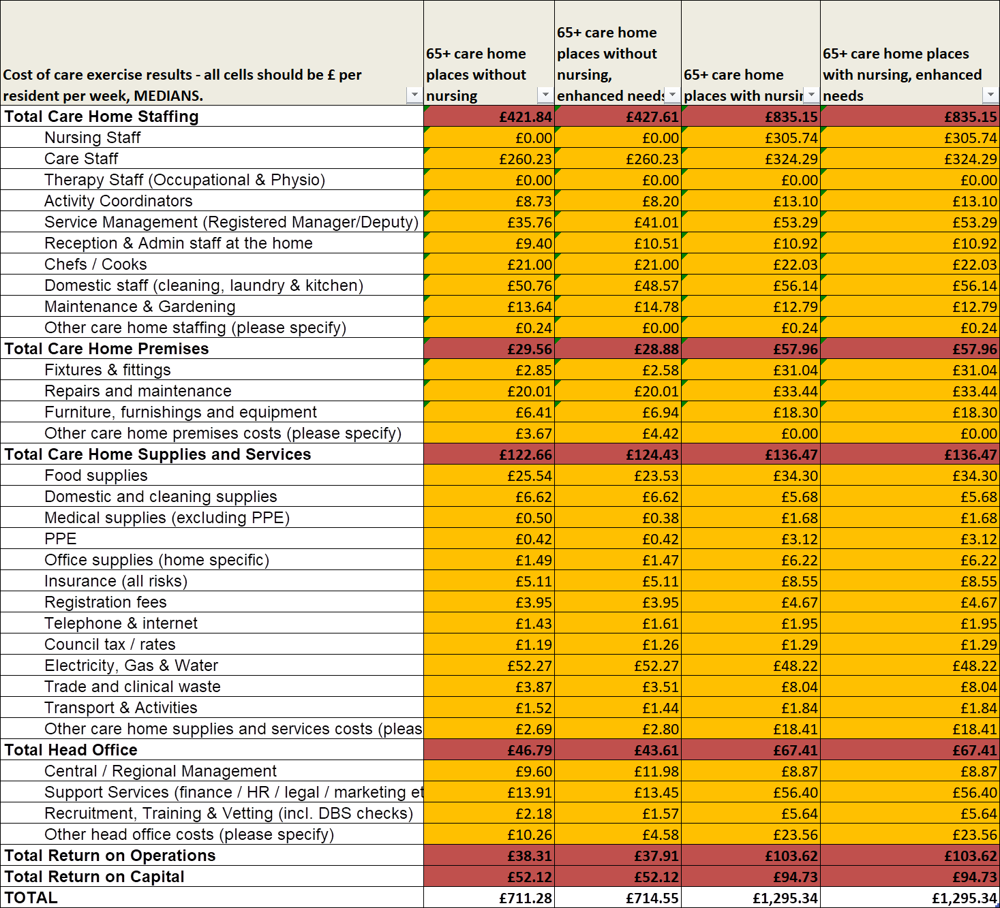 Cost of care exercise results - all cells should be £ per resident per week, MEDIANS. 65+ care home places without nursing 65+ care home places without nursing, enhanced needs 65+ care home places with nursin 65+ care home places with nursing, enhanced needs
Total Care Home Staffing £421.84 £427.61 £835.15 £835.15
Nursing Staff £0.00 £0.00 £305.74 £305.74
Care Staff £260.23 £260.23 £324.29 £324.29
Therapy Staff (Occupational & Physio) £0.00 £0.00 £0.00 £0.00
Activity Coordinators £8.73 £8.20 £13.10 £13.10
Service Management (Registered Manager/Deputy) £35.76 £41.01 £53.29 £53.29
Reception & Admin staff at the home £9.40 £10.51 £10.92 £10.92
Chefs / Cooks £21.00 £21.00 £22.03 £22.03
Domestic staff (cleaning, laundry & kitchen) £50.76 £48.57 £56.14 £56.14
Maintenance & Gardening £13.64 £14.78 £12.79 £12.79
Other care home staffing (please specify) £0.24 £0.00 £0.24 £0.24
Total Care Home Premises £29.56 £28.88 £57.96 £57.96
Fixtures & fittings £2.85 £2.58 £31.04 £31.04
Repairs and maintenance £20.01 £20.01 £33.44 £33.44
Furniture, furnishings and equipment £6.41 £6.94 £18.30 £18.30
Other care home premises costs (please specify) £3.67 £4.42 £0.00 £0.00
Total Care Home Supplies and Services £122.66 £124.43 £136.47 £136.47
Food supplies £25.54 £23.53 £34.30 £34.30
Domestic and cleaning supplies £6.62 £6.62 £5.68 £5.68
Medical supplies (excluding PPE) £0.50 £0.38 £1.68 £1.68
PPE £0.42 £0.42 £3.12 £3.12
Office supplies (home specific) £1.49 £1.47 £6.22 £6.22
Insurance (all risks) £5.11 £5.11 £8.55 £8.55
Registration fees £3.95 £3.95 £4.67 £4.67
Telephone & internet £1.43 £1.61 £1.95 £1.95
Council tax / rates £1.19 £1.26 £1.29 £1.29
Electricity, Gas & Water £52.27 £52.27 £48.22 £48.22
Trade and clinical waste £3.87 £3.51 £8.04 £8.04
Transport & Activities £1.52 £1.44 £1.84 £1.84
Other care home supplies and services costs (pleas £2.69 £2.80 £18.41 £18.41
Total Head Office £46.79 £43.61 £67.41 £67.41
Central / Regional Management £9.60 £11.98 £8.87 £8.87
Support Services (finance / HR / legal / marketing et £13.91 £13.45 £56.40 £56.40
Recruitment, Training & Vetting (incl. DBS checks) £2.18 £1.57 £5.64 £5.64
Other head office costs (please specify) £10.26 £4.58 £23.56 £23.56
Total Return on Operations £38.31 £37.91 £103.62 £103.62
Total Return on Capital £52.12 £52.12 £94.73 £94.73
TOTAL £711.28 £714.55 £1,295.34 £1,295.34